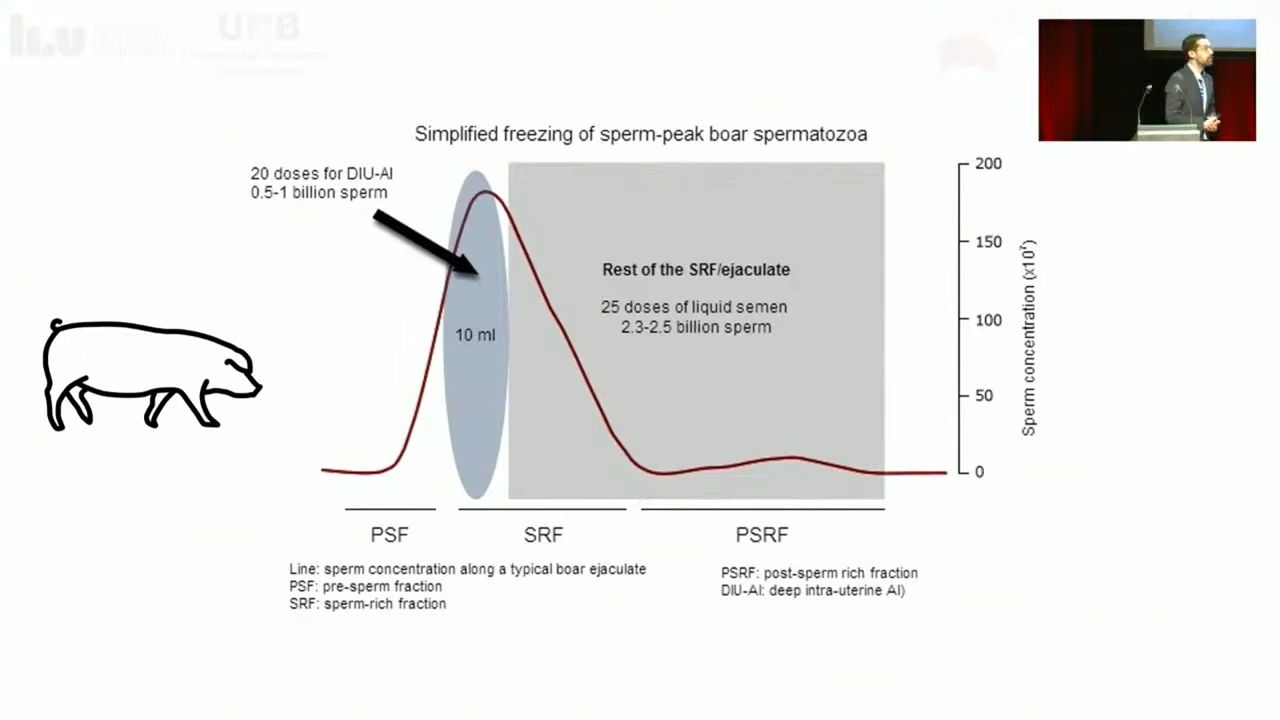 Simplified freezing of sperm-peak boar spermatozoa
20 doses for DIU-AI
0.5-1 billion sperm
10 ml
Rest of the SRF/ejaculate
25 doses of liquid semen
2.3-2.5 billion sperm
200
150
100
50
0
Sperm concentration (x10⁷)
PSF
SRF
PSRF
Line: sperm concentration along a typical boar ejaculate
PSF: pre-sperm fraction
SRF: sperm-rich fraction
PSRF: post-sperm rich fraction
DIU-AI: deep intra-uterine AI)